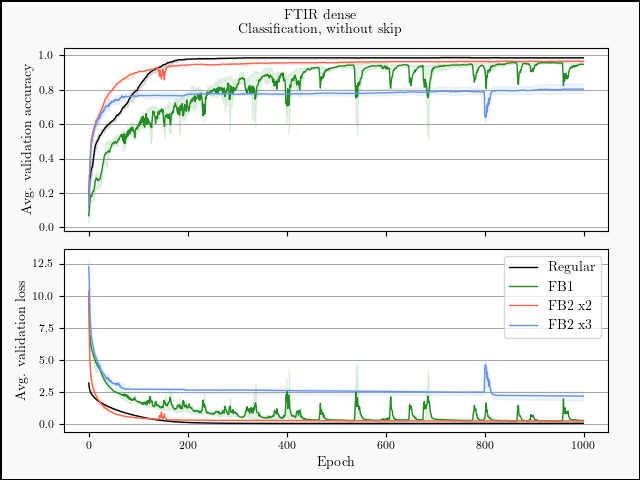 FTIR dense
Classification, without skip
Avg. validation accuracy
1.0
0.8
0.6
0.4
0.2
0.0
Avg. validation loss
12.5
10.0
7.5
5.0
2.5
0.0
Regular
FB1
FB2 x2
FB2 x3
0
200
400
600
800
1000
Epoch